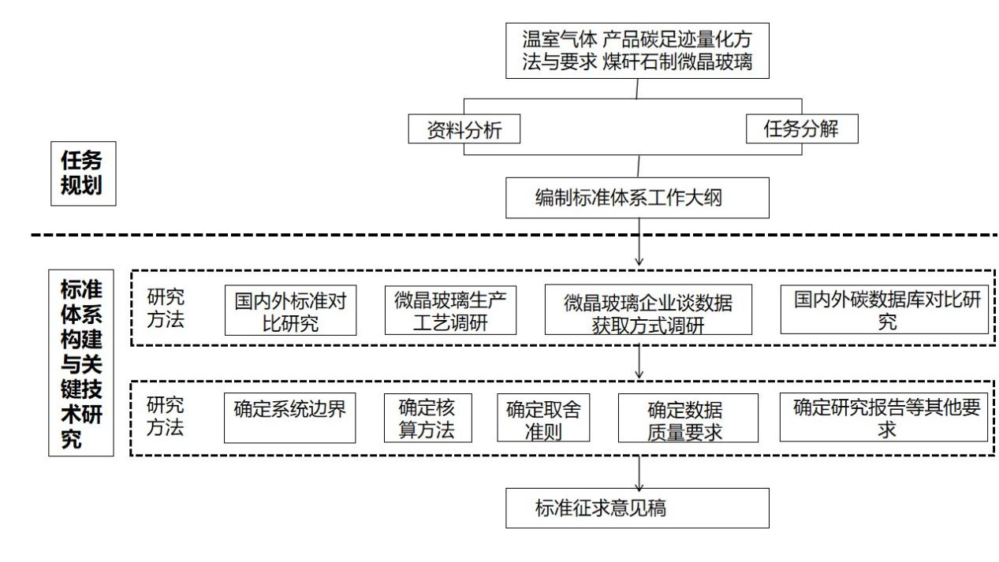 温室气体 产品碳足迹量化方
法与要求 煤矸石制微晶玻璃
资料分析
任务分解
任务
规划
编制标准体系工作大纲
标准
体系
构建
与关
键技
术研
究
研究
方法
国内外标准对
比研究
微晶玻璃生产
工艺调研
微晶玻璃企业谈数据
获取方式调研
国内外碳数据库对比研
究
研究
方法
确定系统边界
确定核
算方法
确定取舍
准则
确定数据
质量要求
确定研究报告等其他要
求
标准征求意见稿